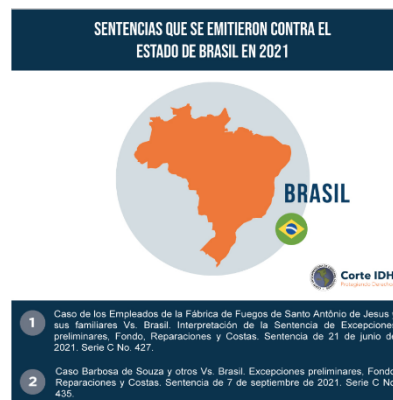 SENTENCIAS QUE SE EMITIERON CONTRA EL
ESTADO DE BRASIL EN 2021
BRASIL
Corte IDH
1
Caso de los Empleados de la Fábrica de Fuegos de Santo Antônio de Jesus y
sus familiares Vs. Brasil. Interpretación de la Sentencia de Excepcione
preliminares, Fondo, Reparaciones y Costas. Sentencia de 21 de junio d
2021. Serie C No. 427.
2
Caso Barbosa de Souza y otros Vs. Brasil. Excepciones preliminares, Fondo
Reparaciones y Costas. Sentencia de 7 de septiembre de 2021. Serie C No
435.